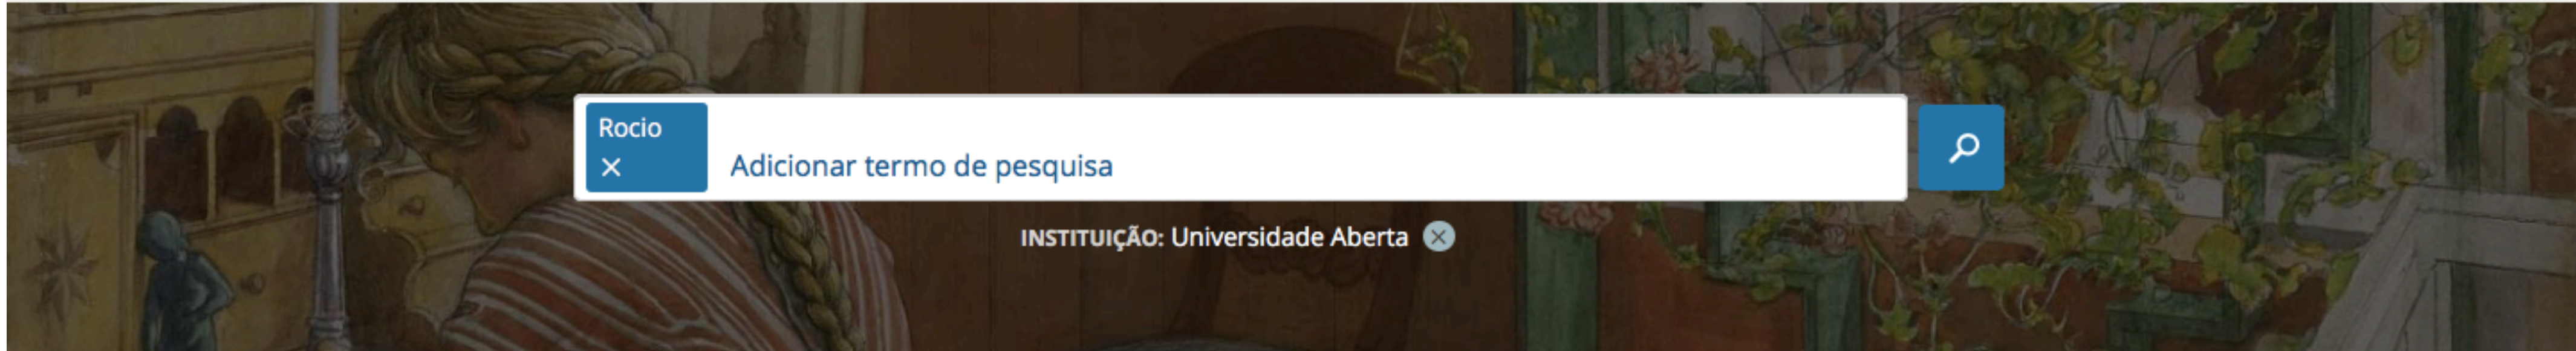 Rocio
Adicionar termo de pesquisa
INSTITUIÇÃO: Universidade Aberta